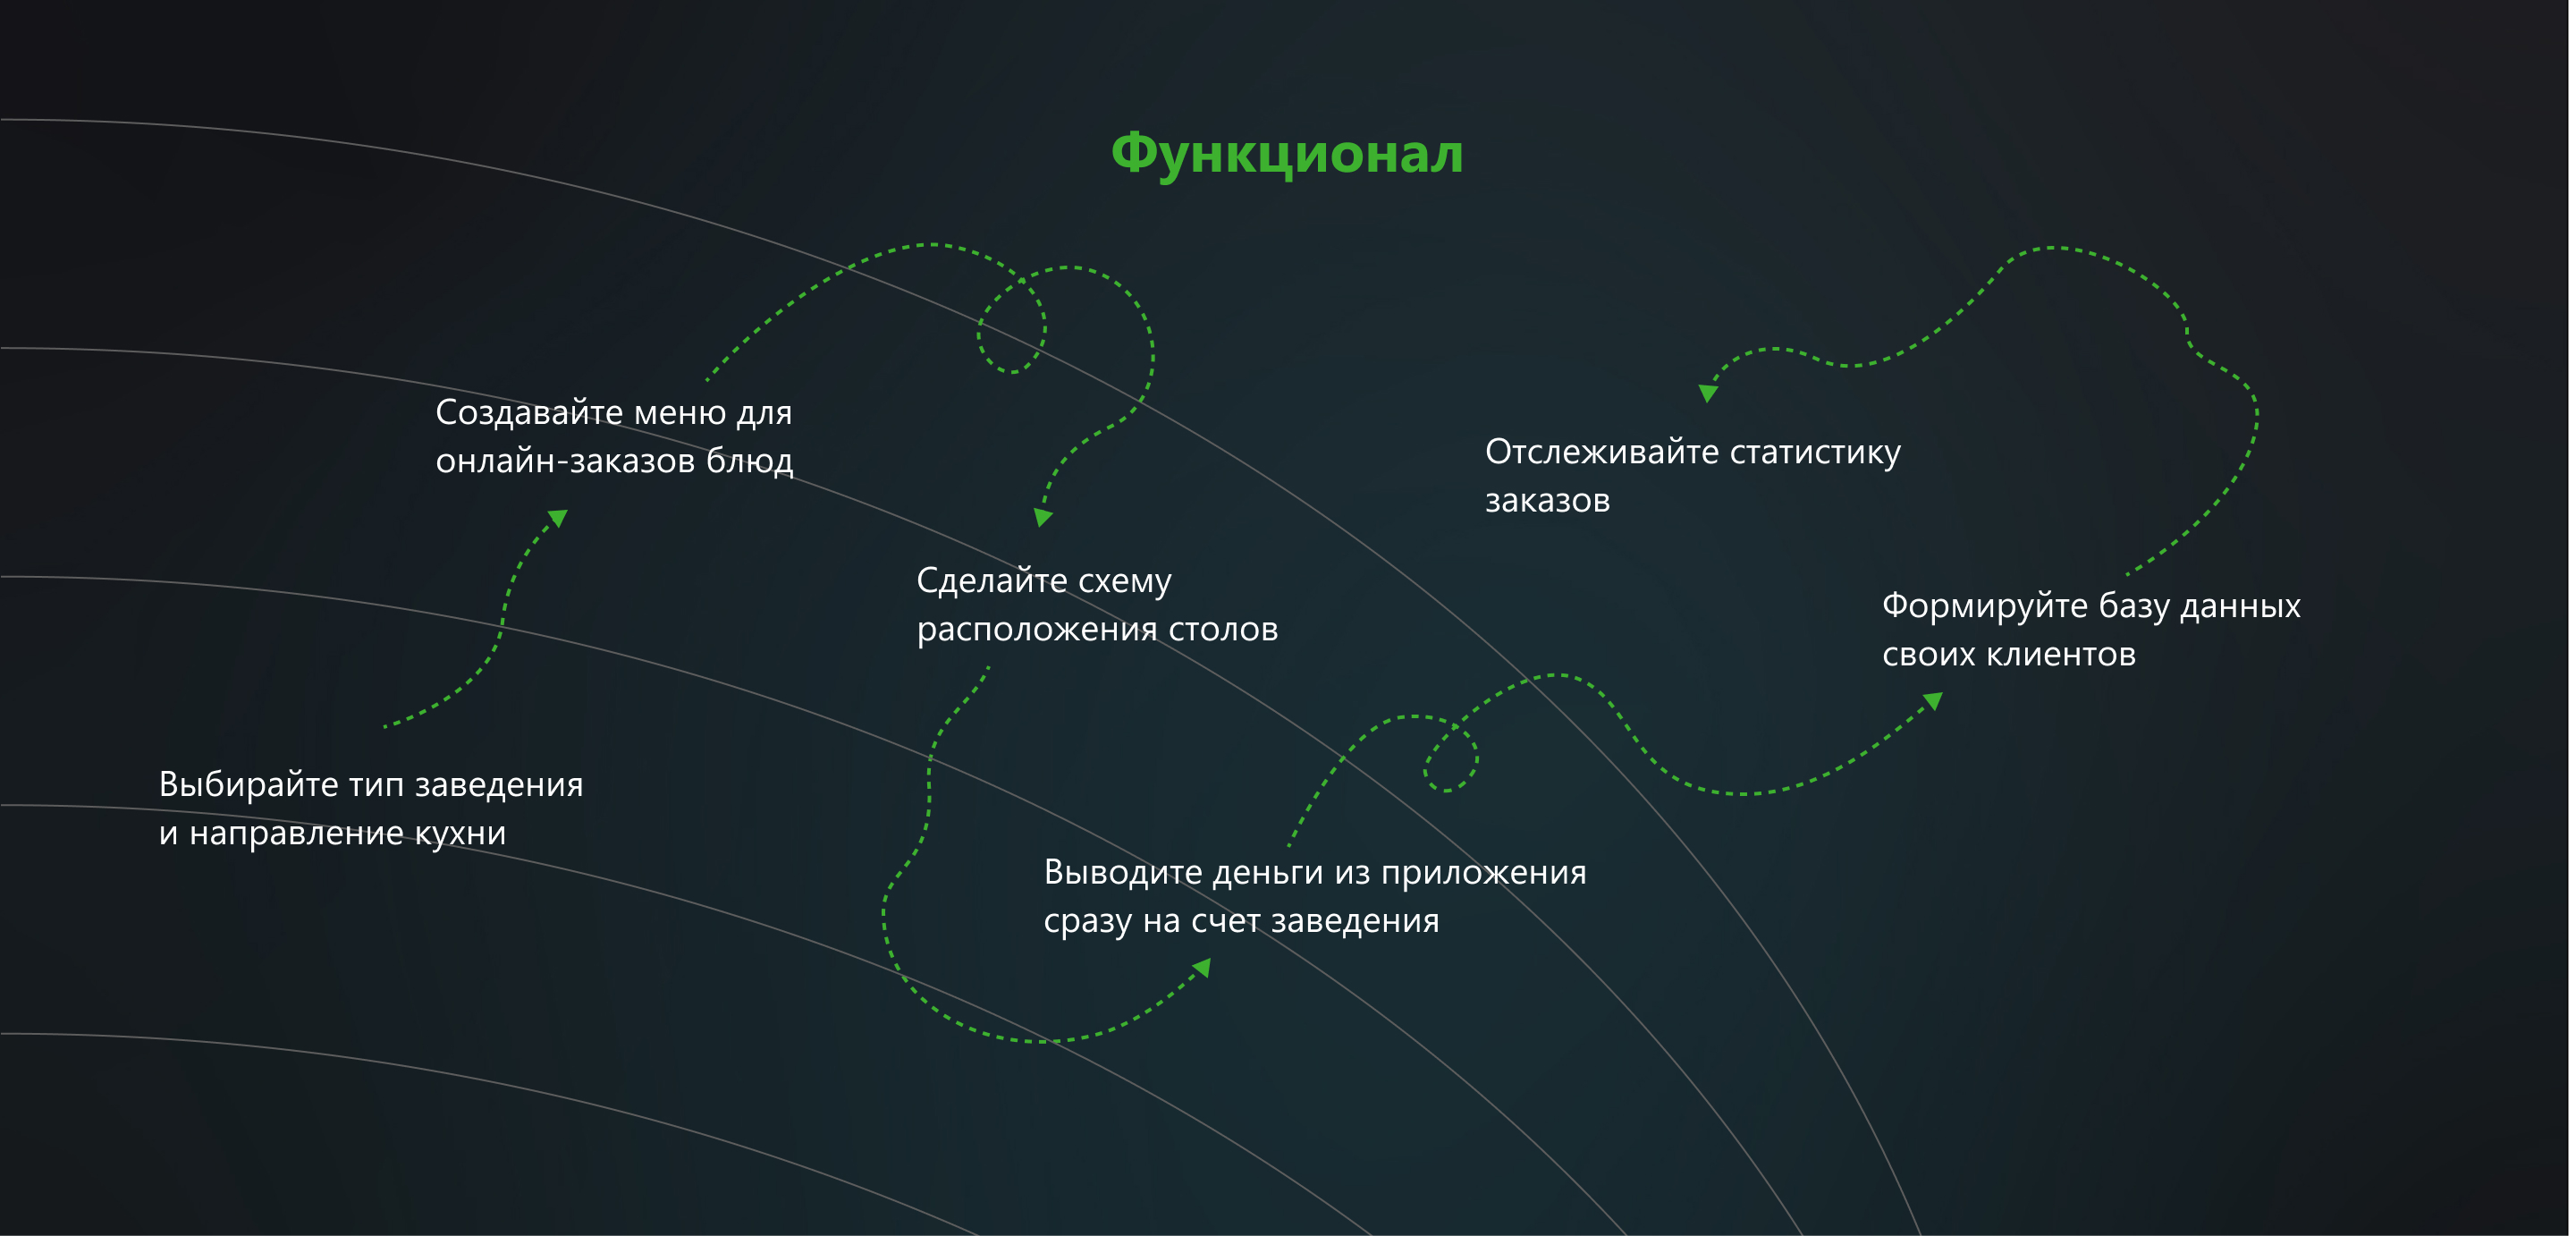 Функционал
Выбирайте тип заведения
и направление кухни
Создавайте меню для
онлайн-заказов блюд
Сделайте схему
расположения столов
Выводите деньги из приложения
сразу на счет заведения
Формируйте базу данных
своих клиентов
Отслеживайте статистику
заказов